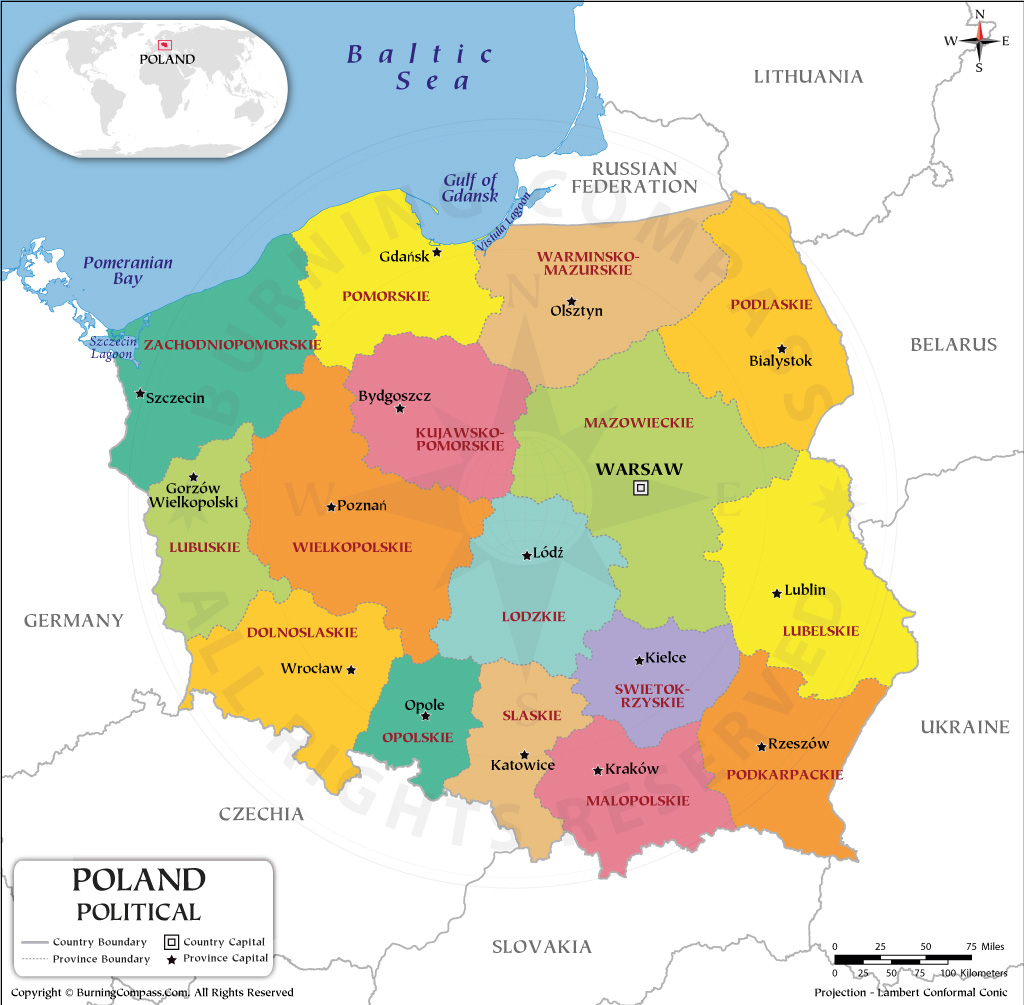 N
W E
S
POLAND
Baltic
Sea
LITHUANIA
RUSSIAN
FEDERATION
Gulf of
Gdansk
Vistula Lagoon
Pomeranian
Bay
Gdańsk
WARMINSKO-
MAZURSKIE
POMORSKIE
Olsztyn
PODLASKIE
Szczecin
Lagoon
ZACHODNIOPOMORSKIE
BELARUS
Bialystok
Szczecin
Bydgoszcz
KUJAWSKO-
POMORSKIE
MAZOWIECKIE
WARSAW
Gorzów
Wielkopolski
Poznań
LUBUSKIE
WIELKOPOLSKIE
Lódź
Lublin
GERMANY
LODZKIE
DOLNOSLASKIE
LUBELSKIE
Wrocław
Kielce
SWIETOK-
RZYSKIE
Opole
OPOLSKIE
SLASKIE
UKRAINE
Katowice
Kraków
Rzeszów
PODKARPACKIE
MALOPOLSKIE
CZECHIA
SLOVAKIA
BURNING COMPASS
ALL RIGHTS RESERVED
N
W E
S
POLAND
POLITICAL
Country Boundary Country Capital
Province Boundary Province Capital
0 25 50 75 Miles
0 25 50 75 100 Kilometers
Copyright © BurningCompass.Com. All Rights Reserved
Projection - Lambert Conformal Conic